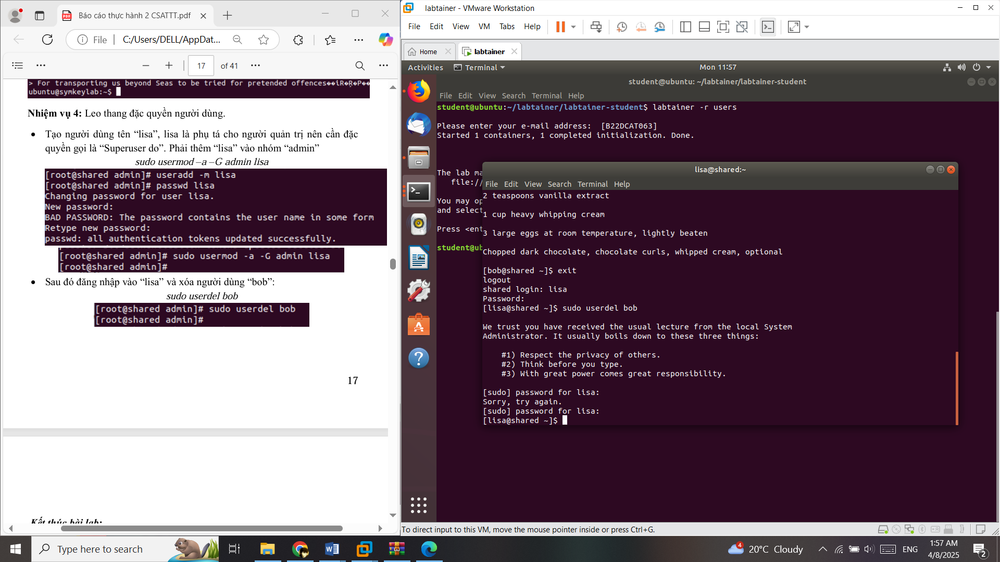 Báo cáo thực hành 2 CSATTT.pdf
File
C:/Users/DELL/AppDat...
17 of 41
> For transporting us beyond Seas to be tried for pretended offences
ubuntu@symkeylab:~$
Nhiệm vụ 4: Leo thang đặc quyền người dùng.
Tạo người dùng tên “lisa”, lisa là phụ tá cho người quản trị nên cần đặc
quyền gọi là “Superuser do”. Phải thêm “lisa” vào nhóm “admin”
sudo usermod –a –G admin lisa
[root@shared admin]# useradd -m lisa
[root@shared admin]# passwd lisa
Changing password for user lisa.
New password:
BAD PASSWORD: The password contains the user name in some form
Retype new password:
passwd: all authentication tokens updated successfully.
[root@shared admin]# sudo usermod -a -G admin lisa
[root@shared admin]#
Sau đó đăng nhập vào “lisa” và xóa người dùng “bob”:
sudo userdel bob
[root@shared admin]# sudo userdel bob
[root@shared admin]#
17
Kết thúc bài lab:
labtainer - VMware Workstation
File Edit View VM Tabs Help
Home
labtainer
Activities
Terminal
Mon 11:57
student@ubuntu: ~/labtainer/labtainer-student
File Edit View Search Terminal Help
student@ubuntu:~/labtainer/labtainer-student$ labtainer -r users
Please enter your e-mail address:  [B22DCAT063]
Started 1 containers, 1 completed initialization. Done.
The lab ma
file://
You may op
and select
Press <ent
student@ub
lisa@shared:~
File Edit View Search Terminal Help
2 teaspoons vanilla extract
1 cup heavy whipping cream
3 large eggs at room temperature, lightly beaten
Chopped dark chocolate, chocolate curls, whipped cream, optional
[bob@shared ~]$ exit
logout
shared login: lisa
Password:
[lisa@shared ~]$ sudo userdel bob
We trust you have received the usual lecture from the local System
Administrator. It usually boils down to these three things:
#1) Respect the privacy of others.
#2) Think before you type.
#3) With great power comes great responsibility.
[sudo] password for lisa:
Sorry, try again.
[sudo] password for lisa:
[lisa@shared ~]$
To direct input to this VM, move the mouse pointer inside or press Ctrl+G.
Type here to search
4
20°C Cloudy
ENG
1:57 AM
4/8/2025
2